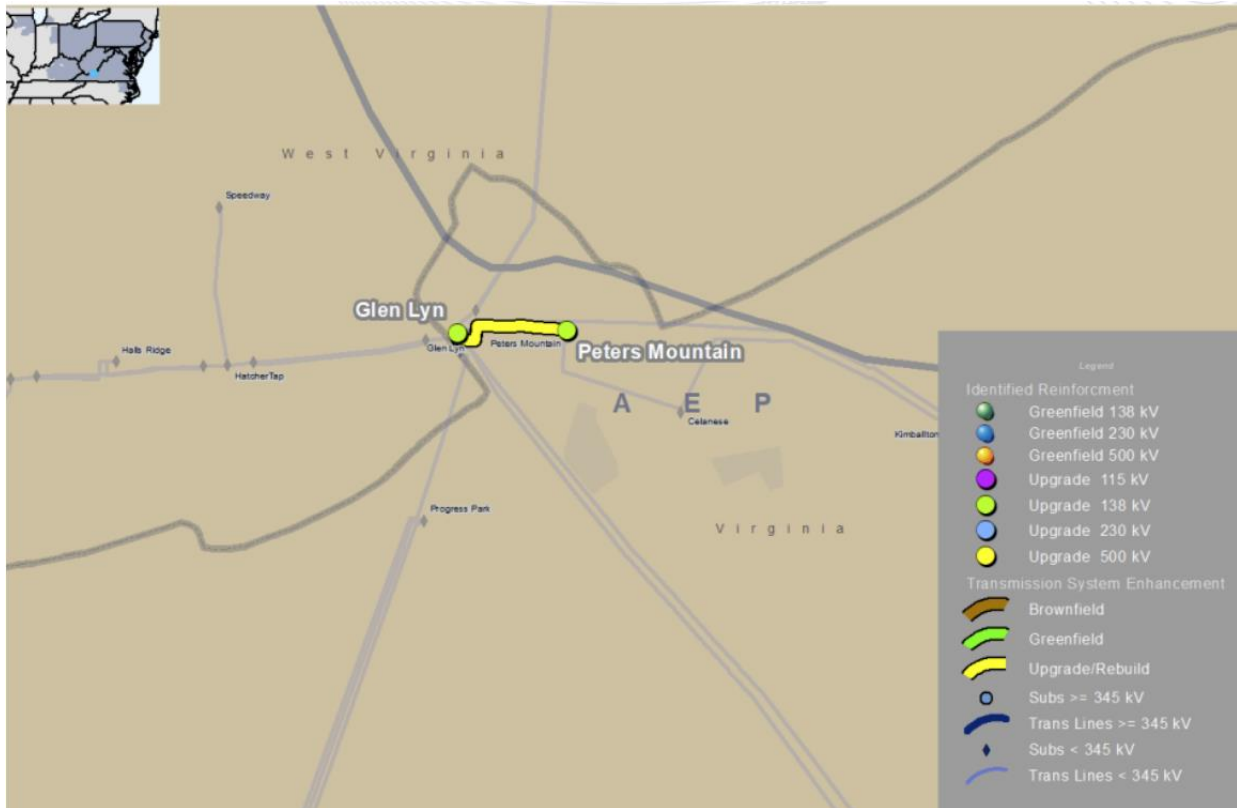 West Virginia
Speedway
Glen Lyn
Halls Ridge
Glen Lyn
Peters Mountain
Peters Mountain
HatcherTap
A E P
Celanese
Kimballton
Progress Park
Virginia
Legend
Identified Reinforcment
Greenfield 138 kV
Greenfield 230 kV
Greenfield 500 kV
Upgrade 115 kV
Upgrade 138 kV
Upgrade 230 kV
Upgrade 500 kV
Transmission System Enhancement
Brownfield
Greenfield
Upgrade/Rebuild
Subs >= 345 kV
Trans Lines >= 345 kV
Subs < 345 kV
Trans Lines < 345 kV